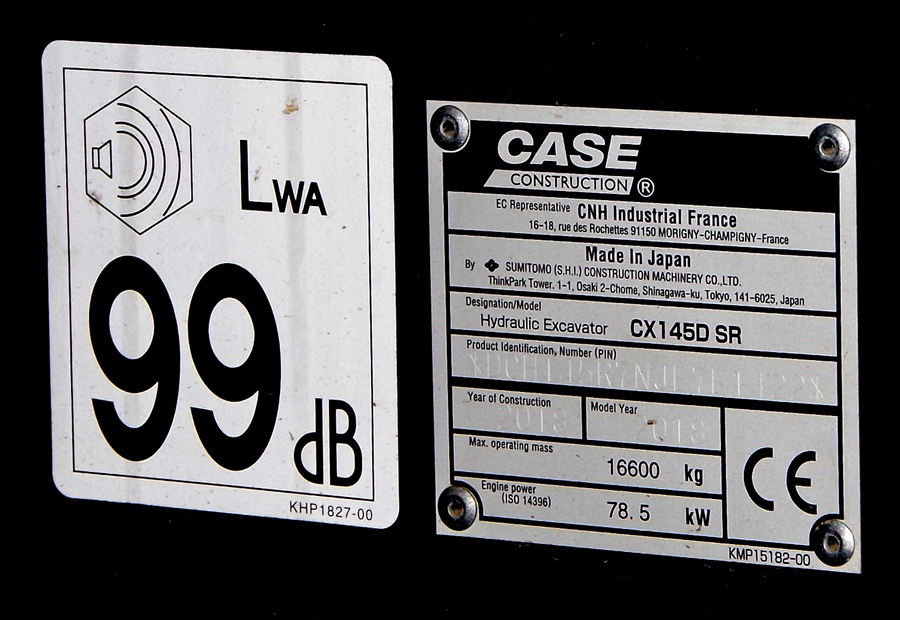 LWA
99
dB
KHP1827-00
CASE
CONSTRUCTION ®
EC Representative CNH Industrial France
16-18, rue des Rochettes 91150 MORIGNY-CHAMPIGNY-France
Made In Japan
By SUMITOMO (S.H.I.) CONSTRUCTION MACHINERY CO.,LTD.
ThinkPark Tower. 1-1, Osaki 2-Chome, Shinagawa-ku, Tokyo, 141-6025, Japan
Designation/Model
Hydraulic Excavator CX145D SR
Product Identification, Number (PIN)
Year of Construction
2018
Model Year
2018
Max. operating mass
16600 kg
Engine power
(ISO 14396)
78.5 kW
CE
KMP15182-00